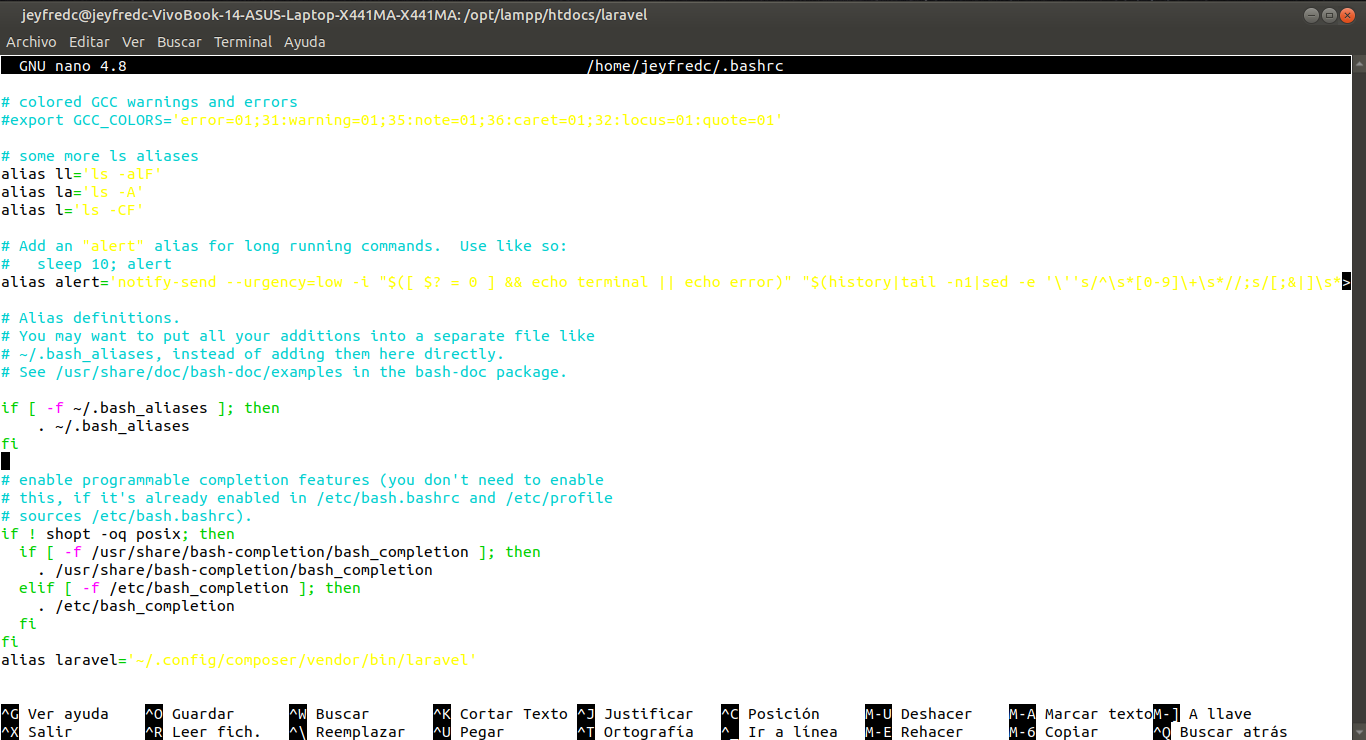 jeyfredc@jeyfredc-VivoBook-14-ASUS-Laptop-X441MA-X441MA: /opt/lampp/htdocs/laravel
Archivo Editar Ver Buscar Terminal Ayuda
GNU nano 4.8 /home/jeyfredc/.bashrc
# colored GCC warnings and errors
#export GCC_COLORS='error=01;31:warning=01;35:note=01;36:caret=01;32:locus=01:quote=01'
# some more ls aliases
alias ll='ls -alF'
alias la='ls -A'
alias l='ls -CF'
# Add an "alert" alias for long running commands.  Use like so:
#   sleep 10; alert
alias alert='notify-send --urgency=low -i "$([ $? = 0 ] && echo terminal || echo error)" "$(history|tail -n1|sed -e '\''s/^\s*[0-9]\+\s*//;s/[;&|]\s*>
# Alias definitions.
# You may want to put all your additions into a separate file like
# ~/.bash_aliases, instead of adding them here directly.
# See /usr/share/doc/bash-doc/examples in the bash-doc package.
if [ -f ~/.bash_aliases ]; then
    . ~/.bash_aliases
fi
# enable programmable completion features (you don't need to enable
# this, if it's already enabled in /etc/bash.bashrc and /etc/profile
# sources /etc/bash.bashrc).
if ! shopt -oq posix; then
  if [ -f /usr/share/bash-completion/bash_completion ]; then
    . /usr/share/bash-completion/bash_completion
  elif [ -f /etc/bash_completion ]; then
    . /etc/bash_completion
  fi
fi
alias laravel='~/.config/composer/vendor/bin/laravel'
^G Ver ayuda ^O Guardar ^W Buscar ^K Cortar Texto ^J Justificar ^C Posición M-U Deshacer M-A Marcar texto M-] A llave
^X Salir ^R Leer fich. ^\ Reemplazar ^U Pegar ^T Ortografía ^_ Ir a línea M-E Rehacer M-6 Copiar ^Q Buscar atrás